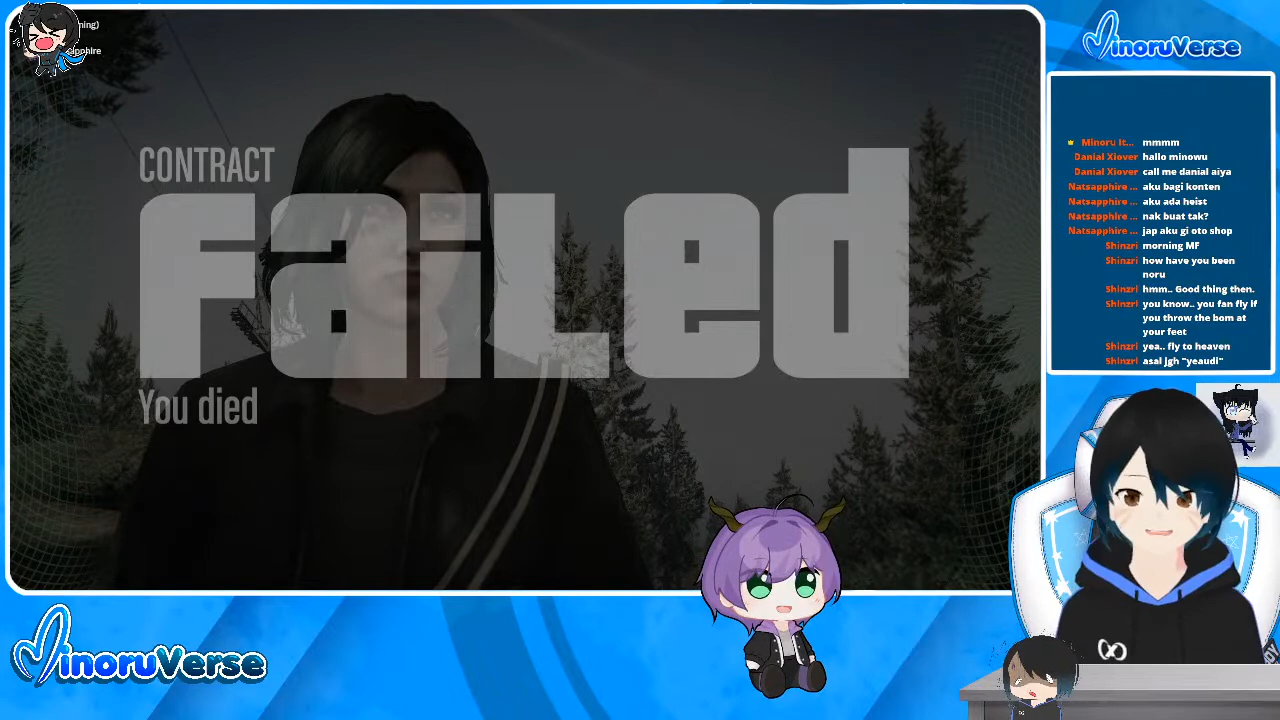 ning)
apphire
CONTRACT
FaiLed
You died
MinoruVerse
Minoru It... mmmm
Danial Xiover hallo minowu
Danial Xiover call me danial aiya
Natsapphire ... aku bagi konten
Natsapphire ... aku ada heist
Natsapphire ... nak buat tak?
Natsapphire ... jap aku gi oto shop
Shinzri morning MF
Shinzri how have you been
noru
Shinzri hmm.. Good thing then.
Shinzri you know.. you fan fly if
you throw the bom at
your feet
Shinzri yea.. fly to heaven
Shinzri asal jgh "yeaudi"
MinoruVerse